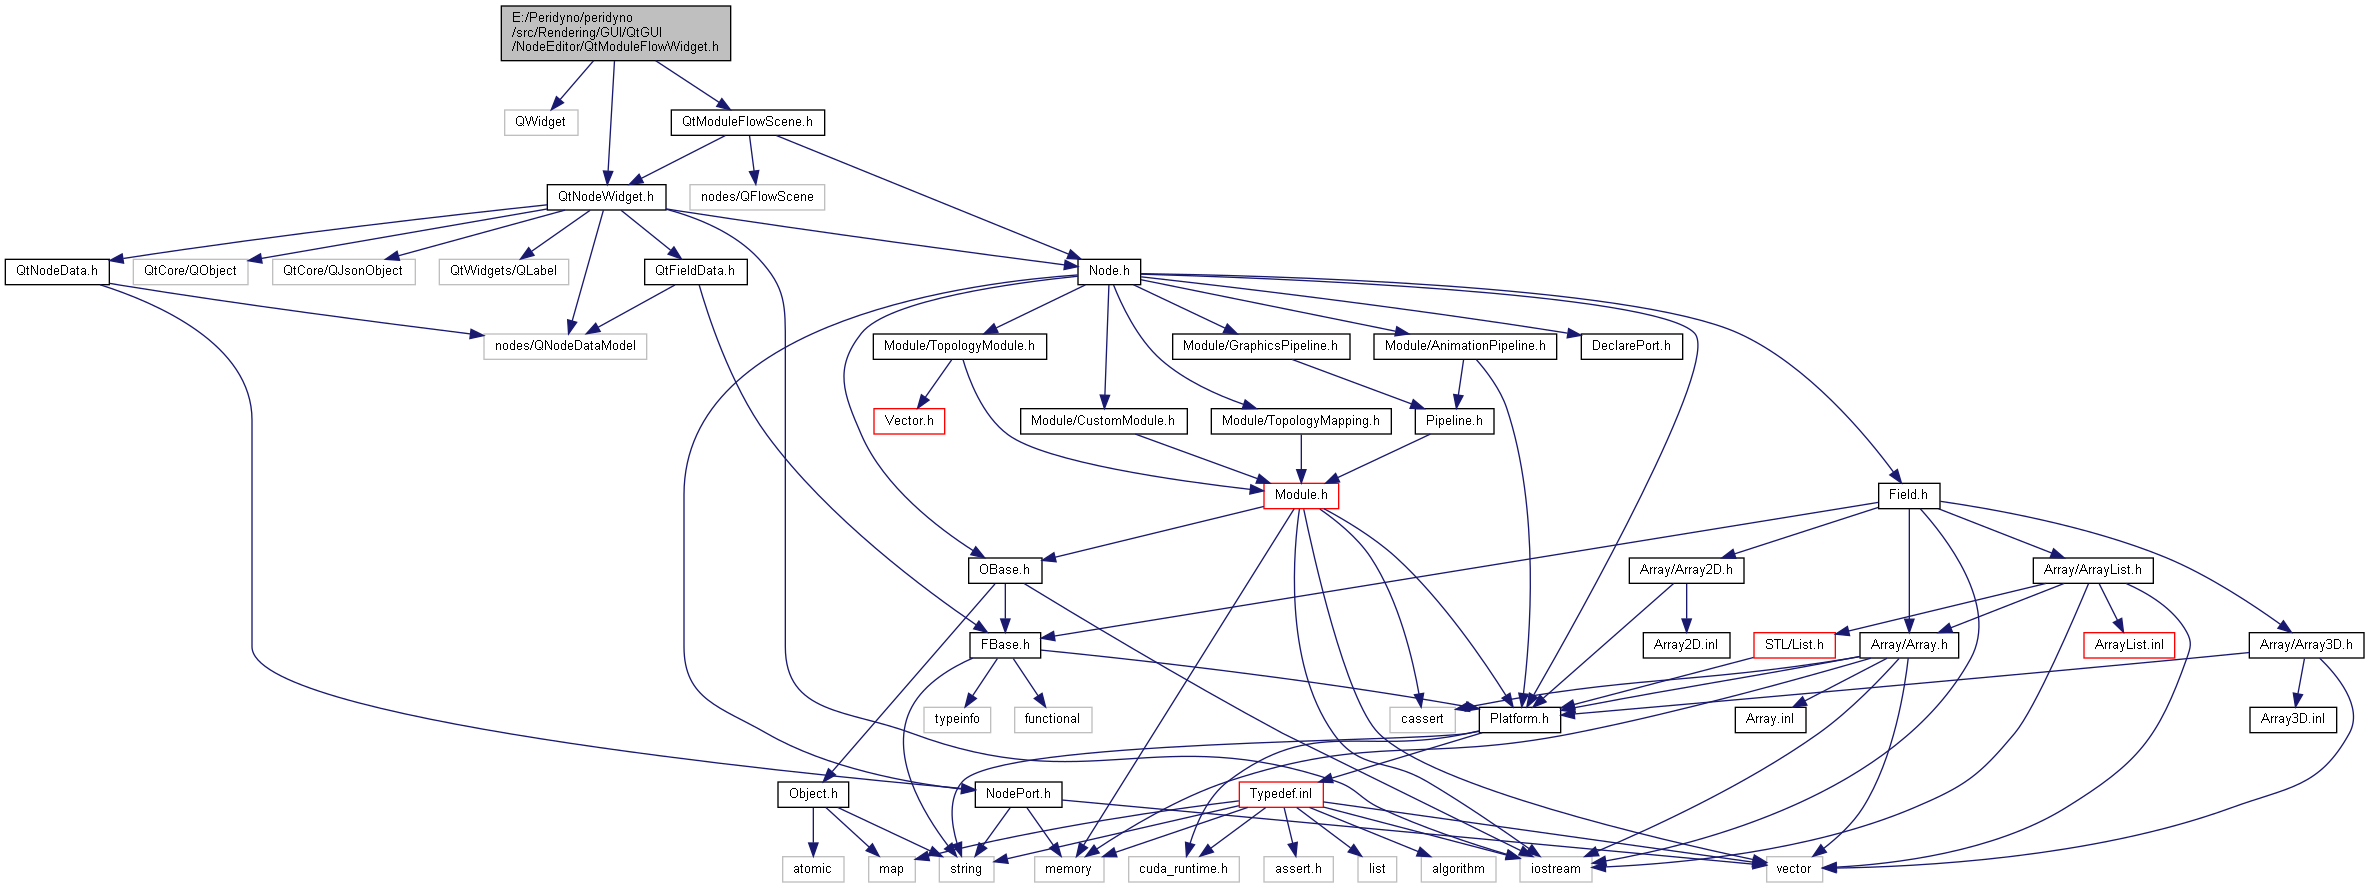 E:/Peridyno/peridyno
/src/Rendering/GUI/QtGUI
/NodeEditor/QtModuleFlowWidget.h
QWidget
QtModuleFlowScene.h
QtNodeWidget.h
nodes/QFlowScene
QtNodeData.h
QtCore/QObject
QtCore/QJsonObject
QtWidgets/QLabel
QtFieldData.h
Node.h
nodes/QNodeDataModel
Module/TopologyModule.h
Module/GraphicsPipeline.h
Module/AnimationPipeline.h
DeclarePort.h
Vector.h
Module/CustomModule.h
Module/TopologyMapping.h
Pipeline.h
Module.h
Field.h
OBase.h
Array/Array2D.h
Array/ArrayList.h
FBase.h
Array2D.inl
STL/List.h
Array/Array.h
ArrayList.inl
Array/Array3D.h
typeinfo
functional
cassert
Platform.h
Array.inl
Array3D.inl
Object.h
NodePort.h
Typedef.inl
atomic
map
string
memory
cuda_runtime.h
assert.h
list
algorithm
iostream
vector